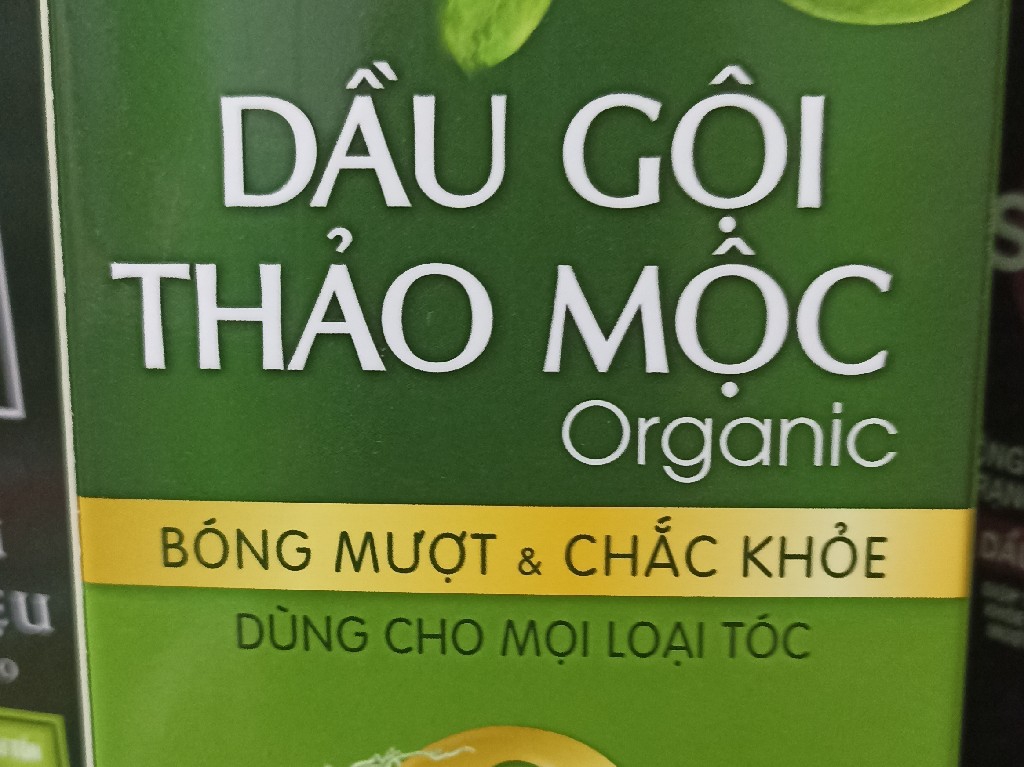 DẦU GỘI
THẢO MỘC
Organic
BÓNG MƯỢT & CHẮC KHỎE
DÙNG CHO MỌI LOẠI TÓC